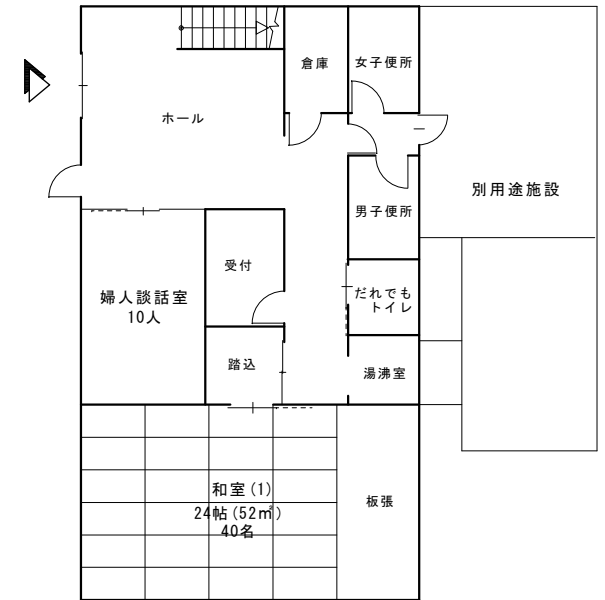 倉庫
女子便所
ホール
別用途施設
男子便所
受付
婦人談話室
10人
だれでも
トイレ
踏込
湯沸室
和室(1)
24帖(52㎡)
40名
板張